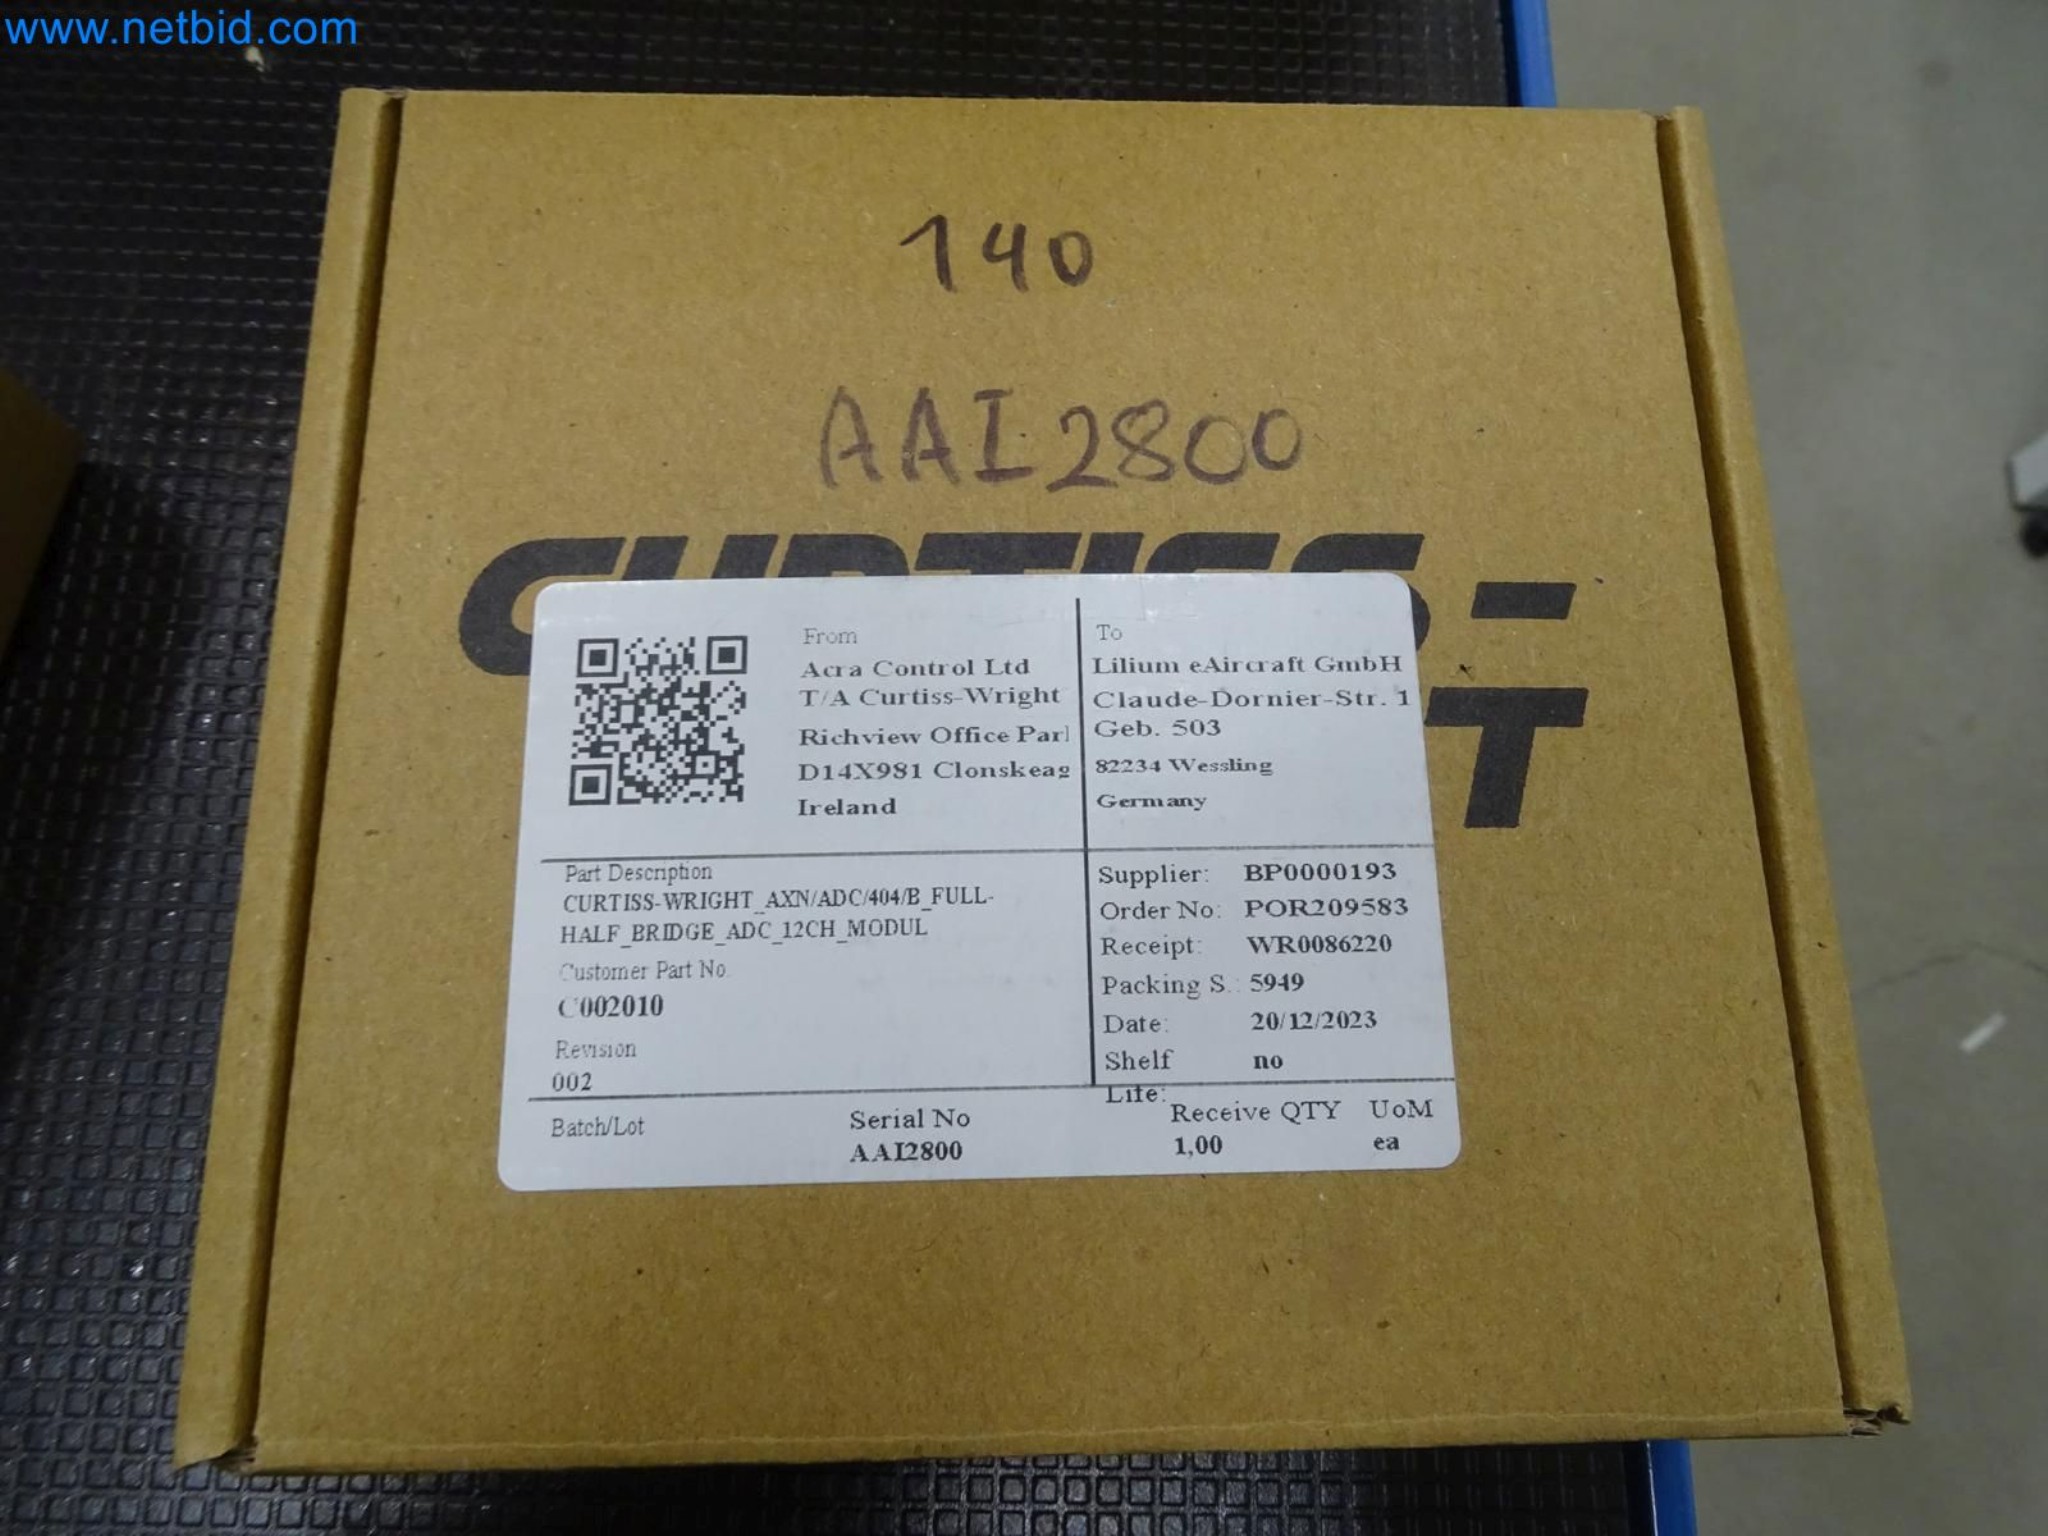 www.netbid.com
140
AAI2800
CURTISS-
From
Acra Control Ltd
T/A Curtiss-Wright
Richview Office Parl
D14X981 Clonskeag
Ireland
To
Lilium eAircraft GmbH
Claude-Dornier-Str. 1
Geb. 503
82234 Wessling
Germany
Part Description
CURTISS-WRIGHT_AXN/ADC/404/B_FULL-
HALF_BRIDGE_ADC_12CH_MODUL
Customer Part No.
C002010
Revision
002
Supplier: BP0000193
Order No: POR209583
Receipt: WR0086220
Packing S.: 5949
Date: 20/12/2023
Shelf no
Life:
Batch/Lot
Serial No
AAI2800
Receive QTY UoM
1,00 ea